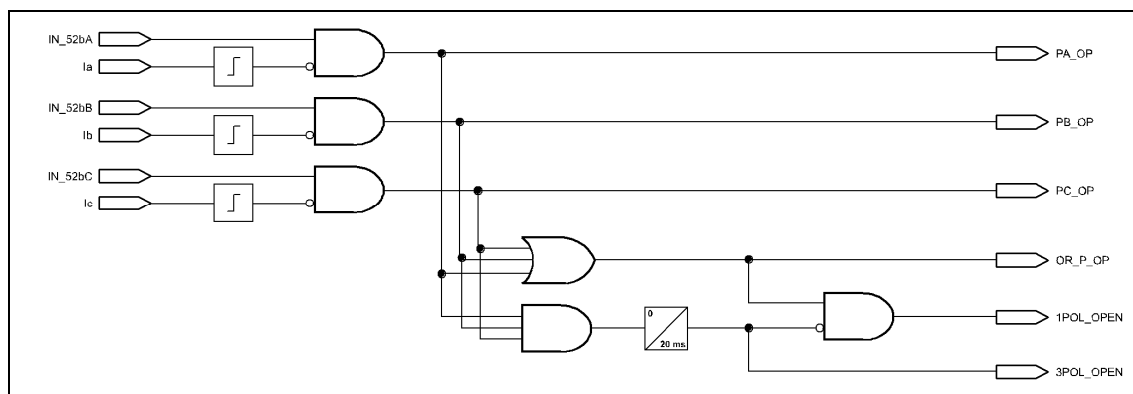 IN_52bA
Ia
PA_OP
IN_52bB
Ib
PB_OP
IN_52bC
Ic
PC_OP
OR_P_OP
0
20 ms
1POL_OPEN
3POL_OPEN